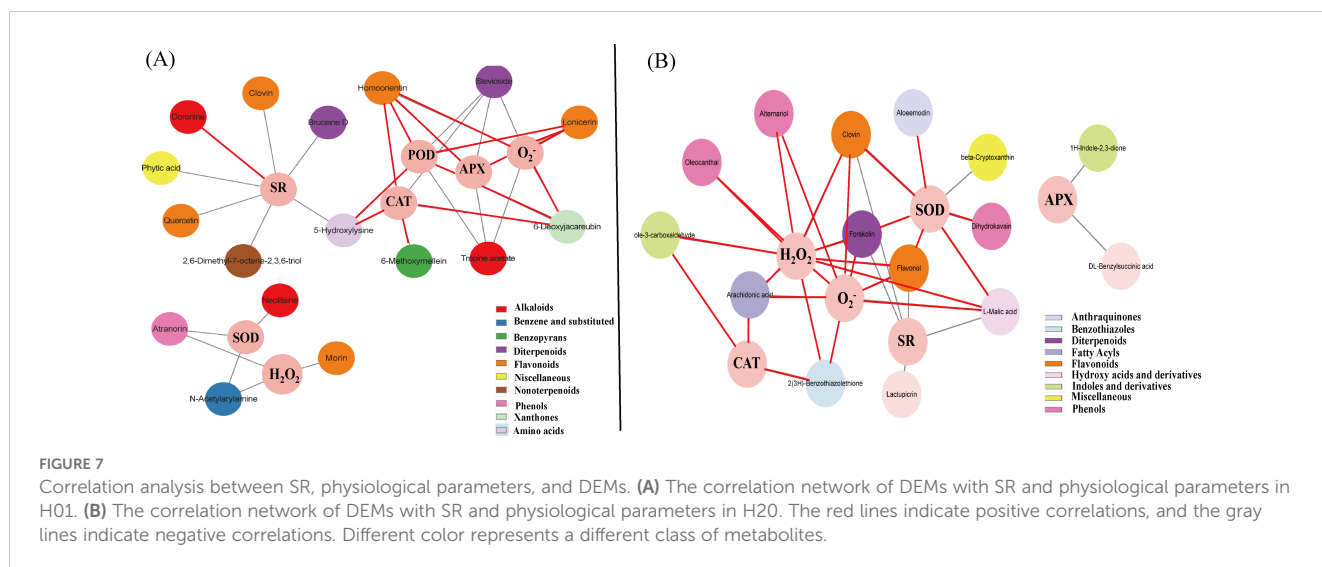 (A)
(B)
Clovin
Doronine
Bruceine D
Phytic acid
SR
Quercetin
5-Hydroxylysine
2,6-Dimethyl-7-octene-2,3,6-triol
Homoorientin
Stevioside
Lonicerin
POD
APX
O₂⁻
CAT
6-Deoxyjacareubin
6-Methoxymellein
Tropine acetate
Neolitsine
Atranorin
SOD
Morin
H₂O₂
N-Acetylarylamine
Alkaloids
Benzene and substituted
Benzopyrans
Diterpenoids
Flavonoids
Niscellaneous
Nonoterpenoids
Phenols
Xanthones
Amino acids
Alternariol
Clovin
Aloeemodin
Oleocanthal
beta-Cryptoxanthin
1H-Indole-2,3-dione
SOD
APX
ole-3-carboxaldehyde
Forskolin
Dihydrokavain
H₂O₂
Flavonol
DL-Benzylsuccinic acid
Arachidonic acid
O₂⁻
L-Malic acid
SR
CAT
2(3H)-Benzothiazolethione
Lactupicrin
Anthraquinones
Benzothiazoles
Diterpenoids
Fatty Acyls
Flavonoids
Hydroxy acids and derivatives
Indoles and derivatives
Miscellaneous
Phenols
FIGURE 7
Correlation analysis between SR, physiological parameters, and DEMs. (A) The correlation network of DEMs with SR and physiological parameters in
H01. (B) The correlation network of DEMs with SR and physiological parameters in H20. The red lines indicate positive correlations, and the gray
lines indicate negative correlations. Different color represents a different class of metabolites.